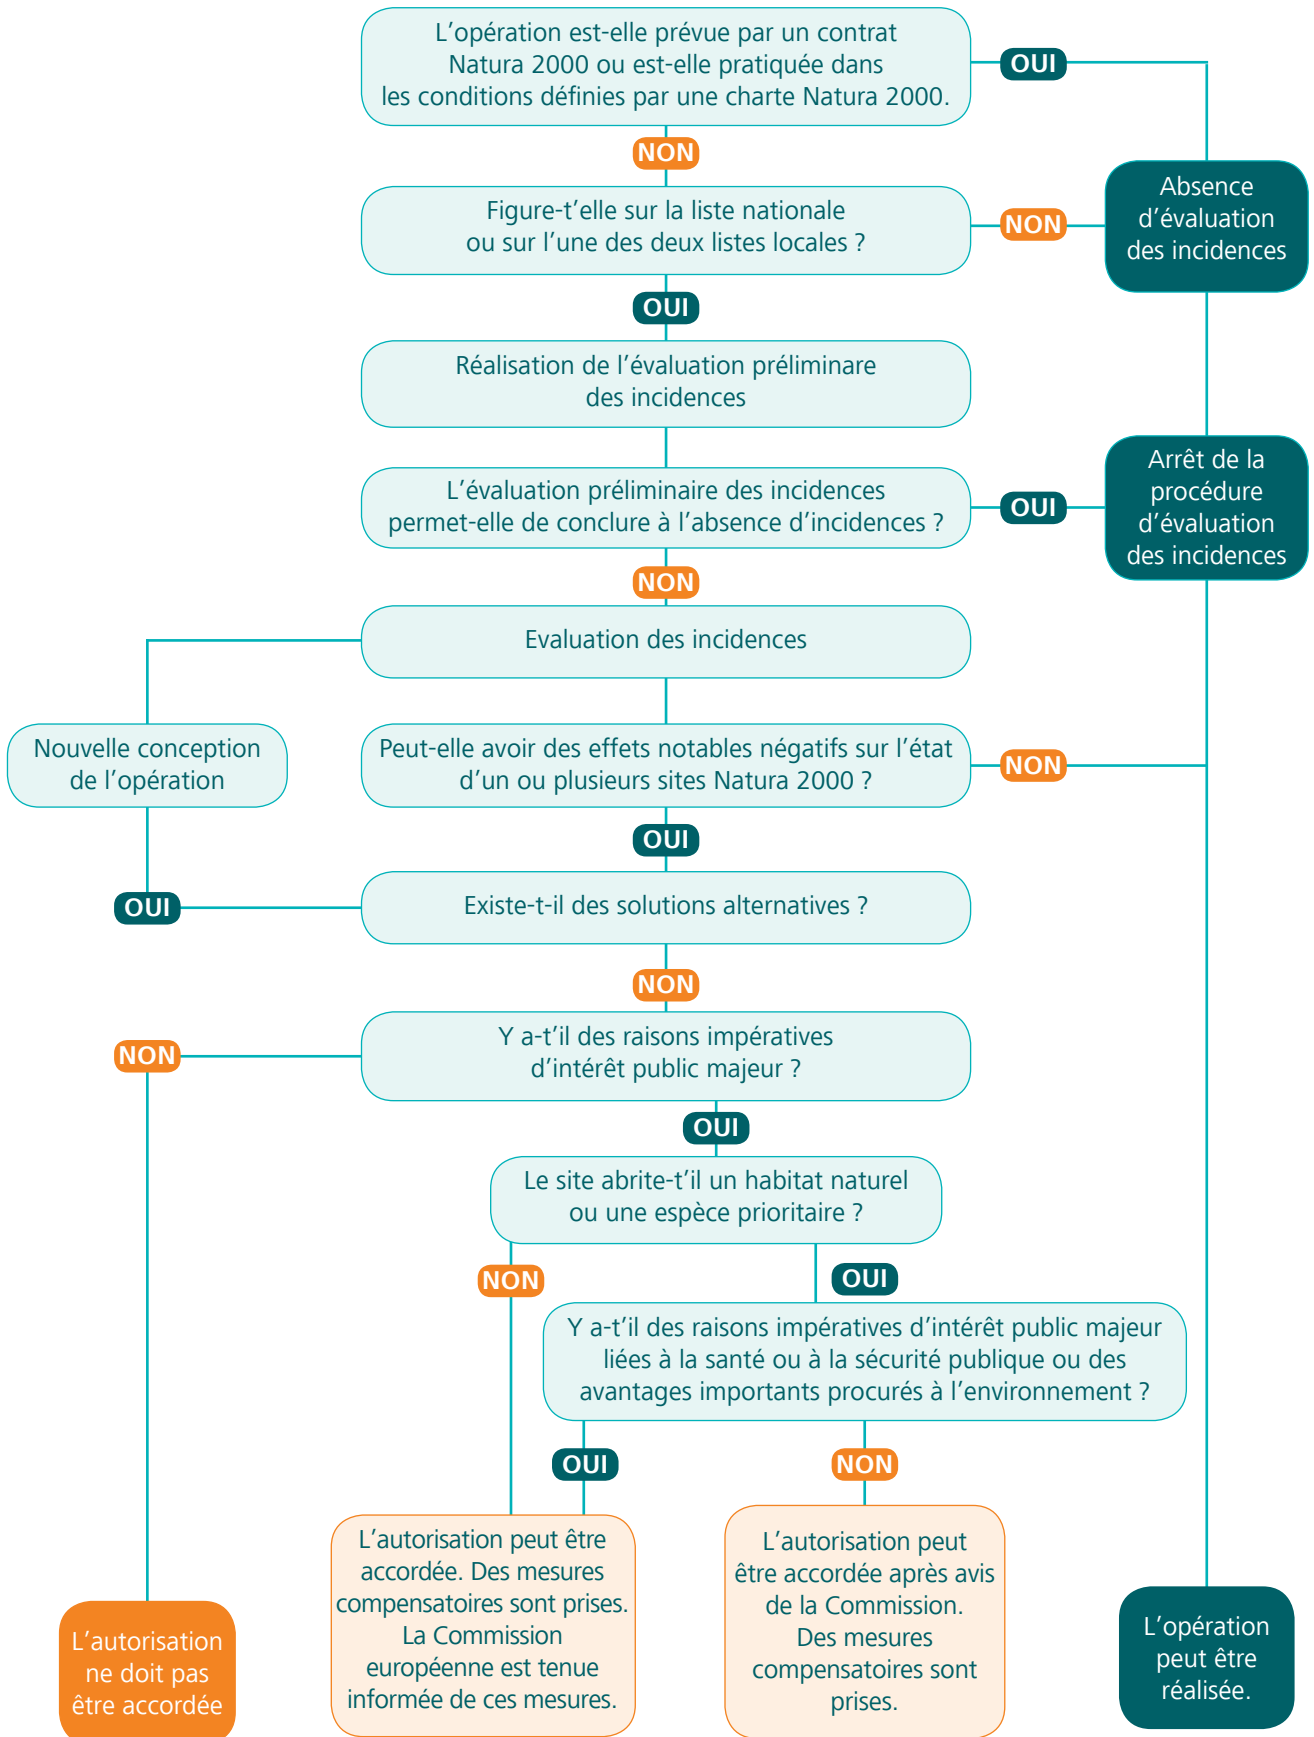 L’opération est-elle prévue par un contrat
Natura 2000 ou est-elle pratiquée dans
les conditions définies par une charte Natura 2000.
OUI
NON
Absence
d’évaluation
des incidences
Figure-t’elle sur la liste nationale
ou sur l’une des deux listes locales ?
NON
OUI
Réalisation de l’évaluation préliminare
des incidences
L’évaluation préliminaire des incidences
permet-elle de conclure à l’absence d’incidences ?
OUI
Arrêt de la
procédure
d’évaluation
des incidences
NON
Evaluation des incidences
Nouvelle conception
de l’opération
Peut-elle avoir des effets notables négatifs sur l’état
d’un ou plusieurs sites Natura 2000 ?
NON
OUI
OUI
Existe-t-il des solutions alternatives ?
NON
Y a-t’il des raisons impératives
d’intérêt public majeur ?
NON
OUI
Le site abrite-t’il un habitat naturel
ou une espèce prioritaire ?
NON
OUI
Y a-t’il des raisons impératives d’intérêt public majeur
liées à la santé ou à la sécurité publique ou des
avantages importants procurés à l’environnement ?
OUI
NON
L’autorisation
ne doit pas
être accordée
L’autorisation peut être
accordée. Des mesures
compensatoires sont prises.
La Commission
européenne est tenue
informée de ces mesures.
L’autorisation peut
être accordée après avis
de la Commission.
Des mesures
compensatoires sont
prises.
L’opération
peut être
réalisée.